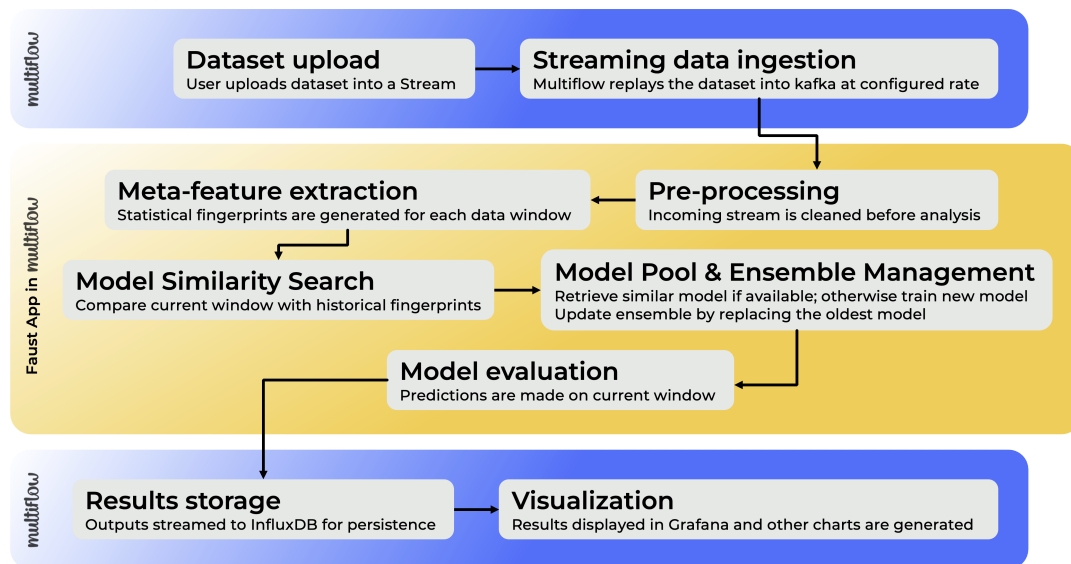 multiflow
Dataset upload
User uploads dataset into a Stream
Streaming data ingestion
Multiflow replays the dataset into kafka at configured rate
Faust App in multiflow
Pre-processing
Incoming stream is cleaned before analysis
Meta-feature extraction
Statistical fingerprints are generated for each data window
Model Similarity Search
Compare current window with historical fingerprints
Model Pool & Ensemble Management
Retrieve similar model if available; otherwise train new model
Update ensemble by replacing the oldest model
Model evaluation
Predictions are made on current window
multiflow
Results storage
Outputs streamed to InfluxDB for persistence
Visualization
Results displayed in Grafana and other charts are generated